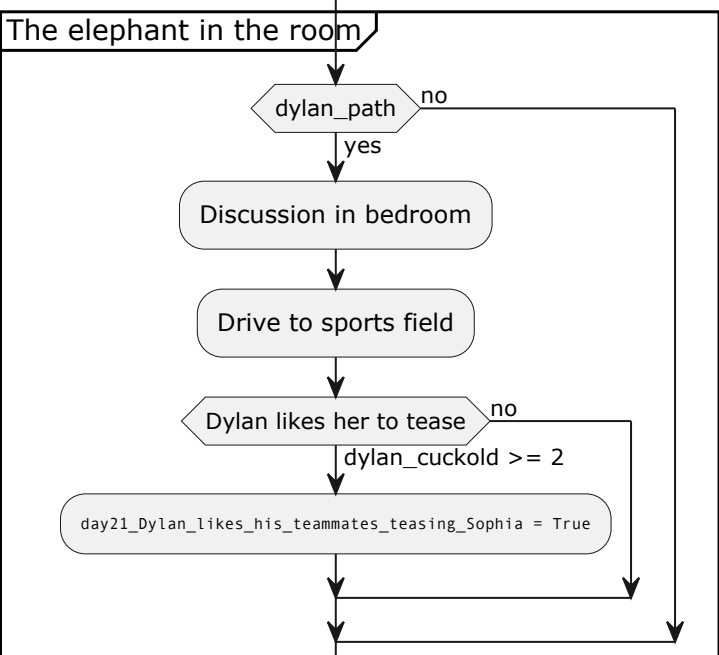 The elephant in the room
dylan_path
no
yes
Discussion in bedroom
Drive to sports field
Dylan likes her to tease
no
dylan_cuckold >= 2
day21_Dylan_likes_his_teammates_teasing_Sophia = True